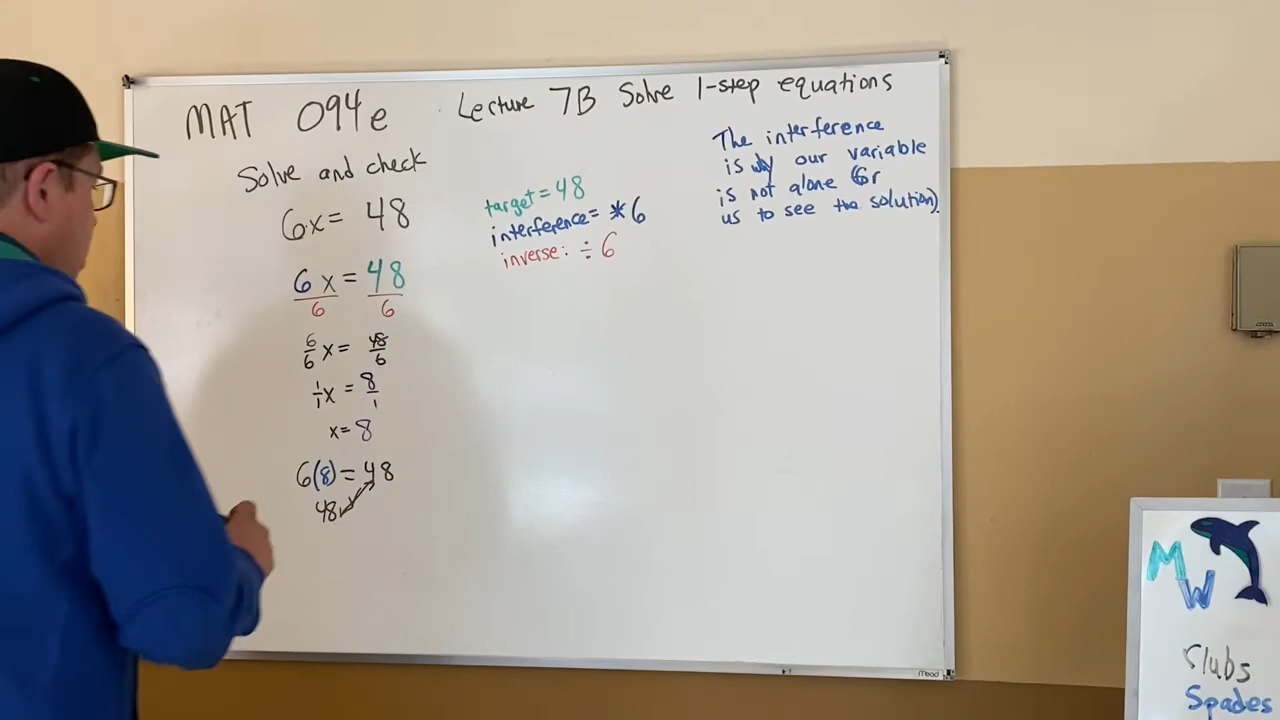 MAT 094e
Lecture 7B Solve 1-step equations
Solve and check
6x = 48
6x = 48
6 6
6/6 x = 48/6
1/1 x = 8/1
x = 8
6(8) = 48
48
target = 48
interference = *6
inverse: ÷ 6
The interference
is why our variable
is not alone (for
us to see the solution).
Mead
MW
Clubs
Spades